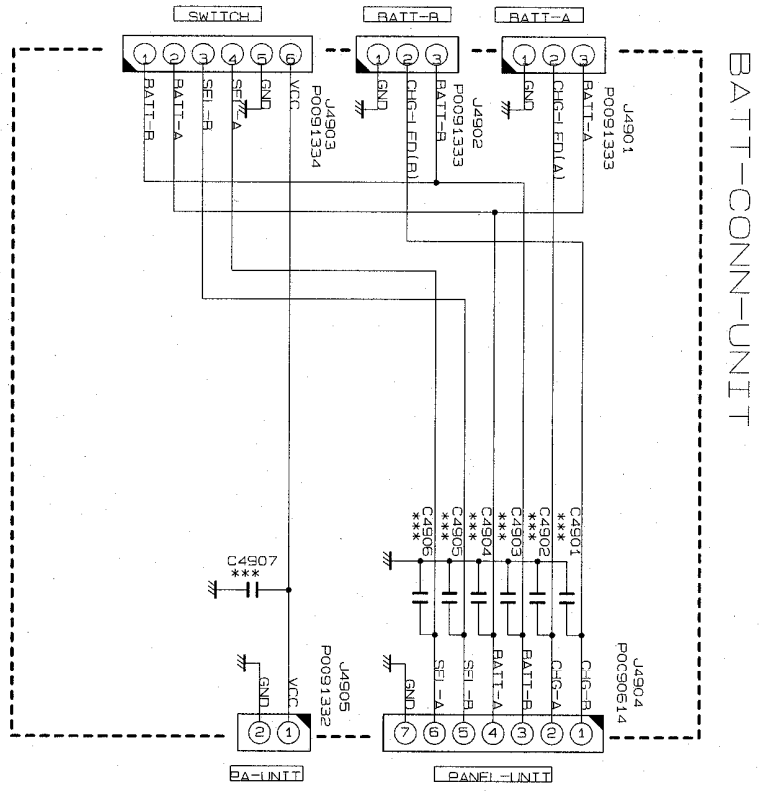 BATT-CONN-UNIT
SWITCH
BATT-B
BATT-A
1
2
3
4
5
6
BATT-B
BATT-A
SEL-B
SEL-A
GND
VCC
J4903
P0091334
1
2
3
GND
CHG-LED(B)
BATT-B
J4902
P0091333
1
2
3
GND
CHG-LED(A)
BATT-A
J4901
P0091333
C4907
***
C4906
***
C4905
***
C4904
***
C4903
***
C4902
***
C4901
GND
VCC
J4905
P0091332
2
1
PA-UNIT
GND
SEL-A
SEL-B
BATT-A
BATT-B
CHG-A
CHG-B
J4904
P0090614
7
6
5
4
3
2
1
PANEL-UNIT